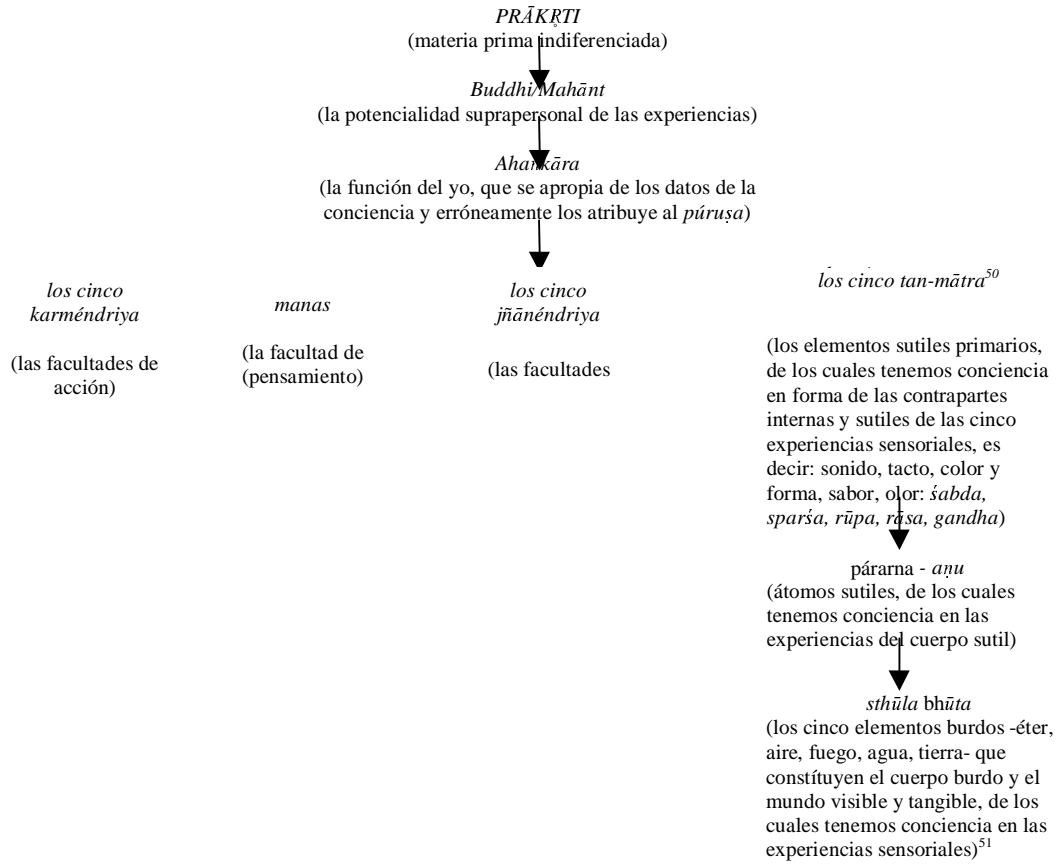 PRĀKṚTI
(materia prima indiferenciada)
Buddhi/Mahānt
(la potencialidad suprapersonal de las experiencias)
Ahaṅkāra
(la función del yo, que se apropia de los datos de la
conciencia y erróneamente los atribuye al púruṣa)
los cinco
karméndriya
(las facultades de
acción)
manas
(la facultad de
(pensamiento)
los cinco
jñānéndriya
(las facultades
los cinco tan-mātra50
(los elementos sutiles primarios,
de los cuales tenemos conciencia
en forma de las contrapartes
internas y sutiles de las cinco
experiencias sensoriales, es
decir: sonido, tacto, color y
forma, sabor, olor: śabda,
sparśa, rūpa, rāsa, gandha)
párarna - aṇu
(átomos sutiles, de los cuales
tenemos conciencia en las
experiencias del cuerpo sutil)
sthūla bhūta
(los cinco elementos burdos -éter,
aire, fuego, agua, tierra- que
constítuyen el cuerpo burdo y el
mundo visible y tangible, de los
cuales tenemos conciencia en las
experiencias sensoriales)51